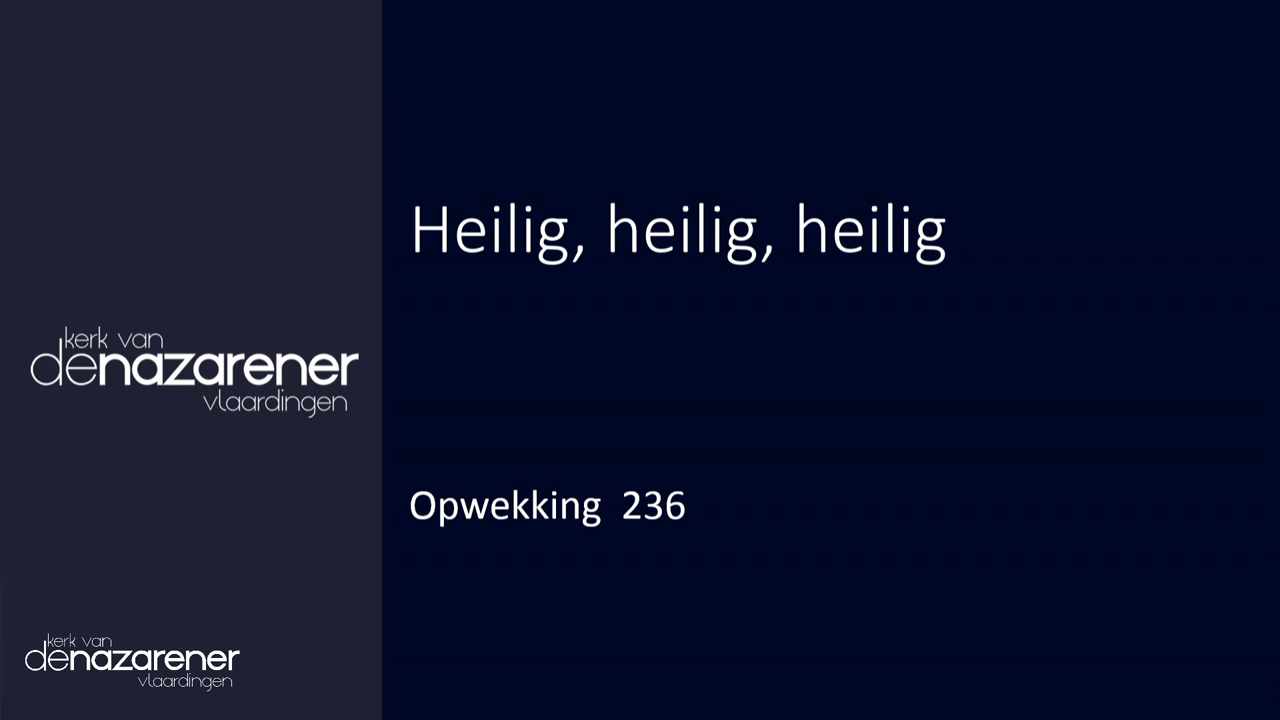 Heilig, heilig, heilig
kerk van
denazarener
vlaardingen
Opwekking 236
kerk van
denazarener
vlaardingen